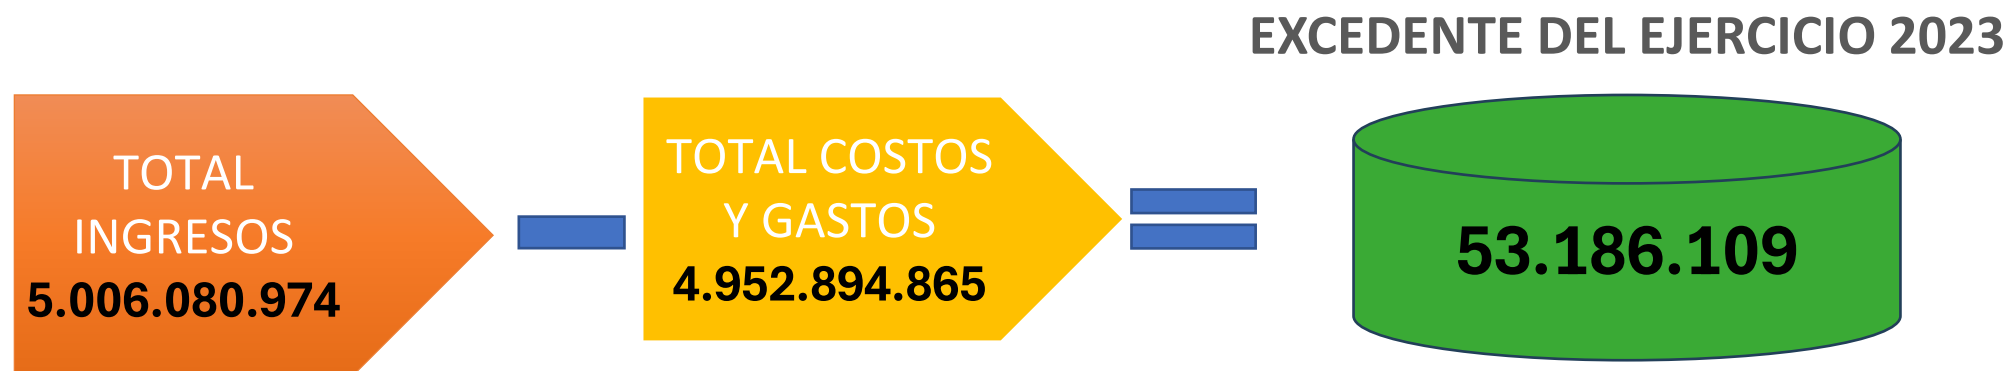 EXCEDENTE DEL EJERCICIO 2023
TOTAL
INGRESOS
5.006.080.974
TOTAL COSTOS
Y GASTOS
4.952.894.865
53.186.109